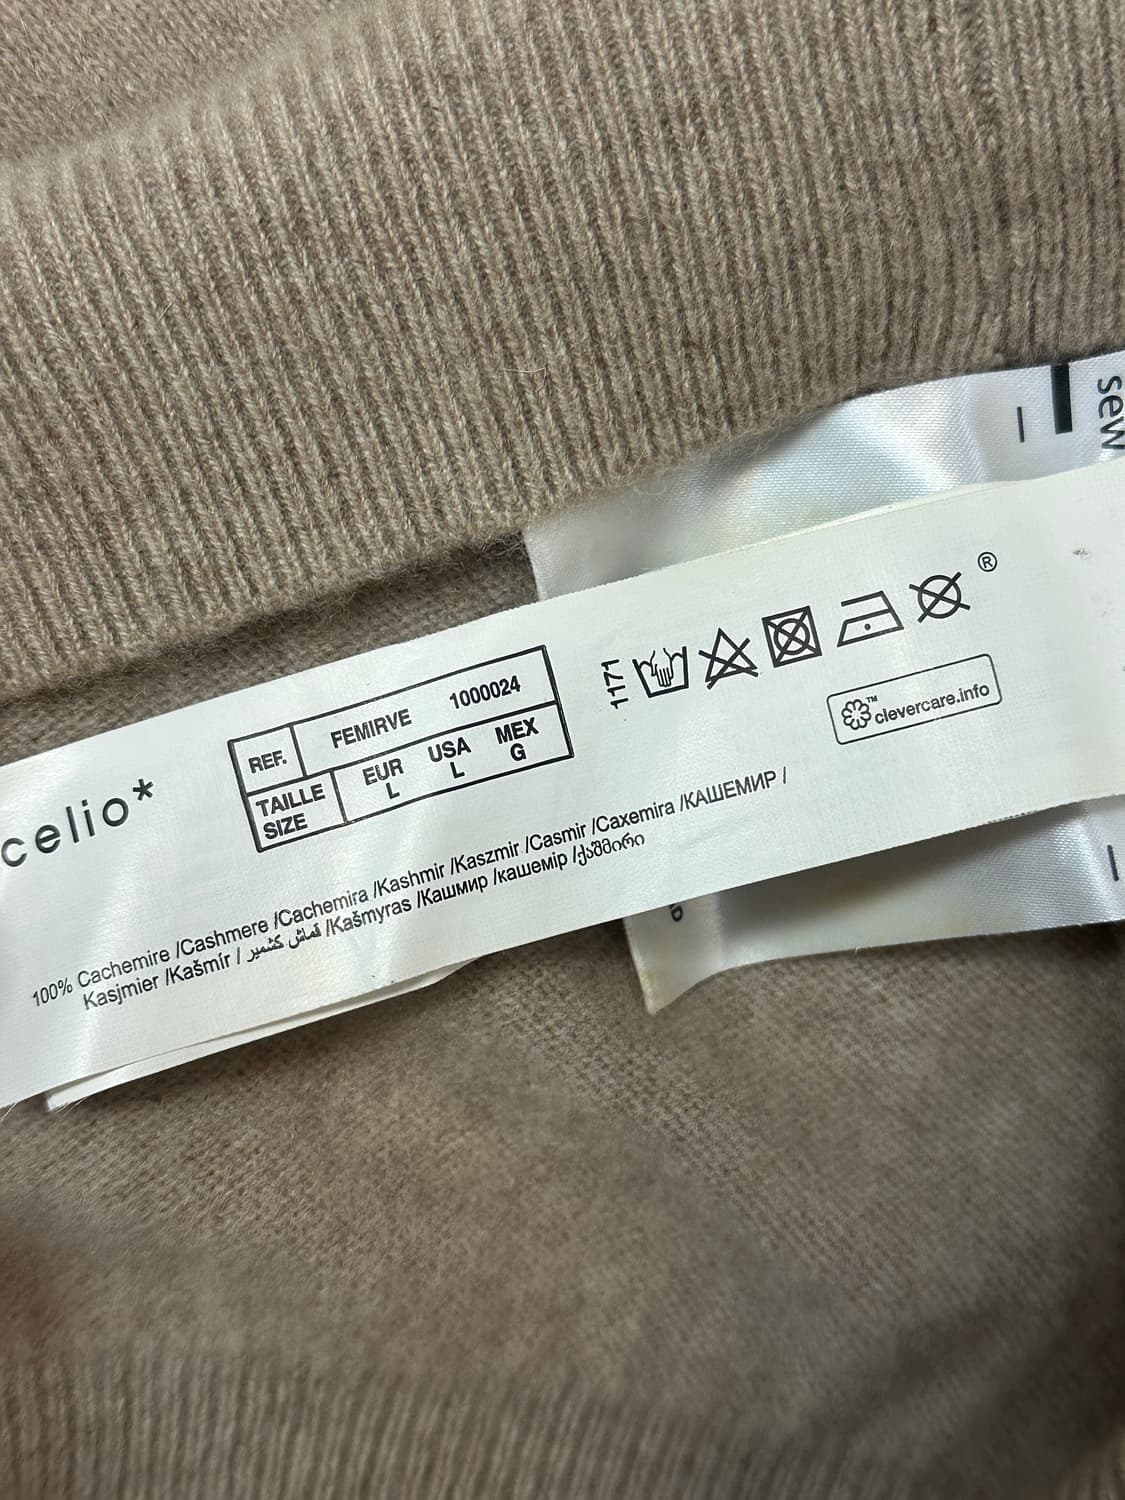 celio*
REF. FEMIRVE 1000024
TAILLE SIZE
EUR L
USA L
MEX G
1171
®
™ clevercare.info
100% Cachemire /Cashmere /Cachemira /Kashmir /Kaszmir /Casmir /Caxemira /КАШЕМИР /
Kasjmier /Kašmír / قماش كشمير /Kašmyras /Кашмир /кашемір /ქაშმირი
sew